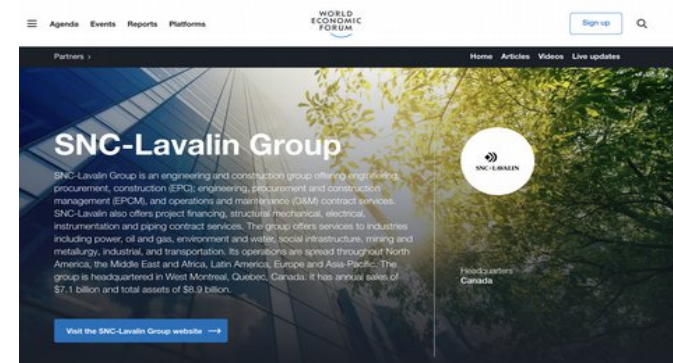 WORLD
ECONOMIC
FORUM
Agenda Events Reports Platforms
Sign up
Partners ›
Home Articles Videos Live updates
SNC-Lavalin Group
SNC-Lavalin Group is an engineering and construction group offering engineering,
procurement, construction (EPC); engineering, procurement and construction
management (EPCM), and operations and maintenance (O&M) contract services.
SNC-Lavalin also offers project financing, structural mechanical, electrical,
instrumentation and piping contract services. The group offers services to industries
including power, oil and gas, environment and water, social infrastructure, mining and
metallurgy, industrial, and transportation. Its operations are spread throughout North
America, the Middle East and Africa, Latin America, Europe and Asia-Pacific. The
group is headquartered in West Montreal, Quebec, Canada. It has annual sales of
$7.1 billion and total assets of $8.9 billion.
Visit the SNC-Lavalin Group website →
SNC•LAVALIN
Headquarters
Canada